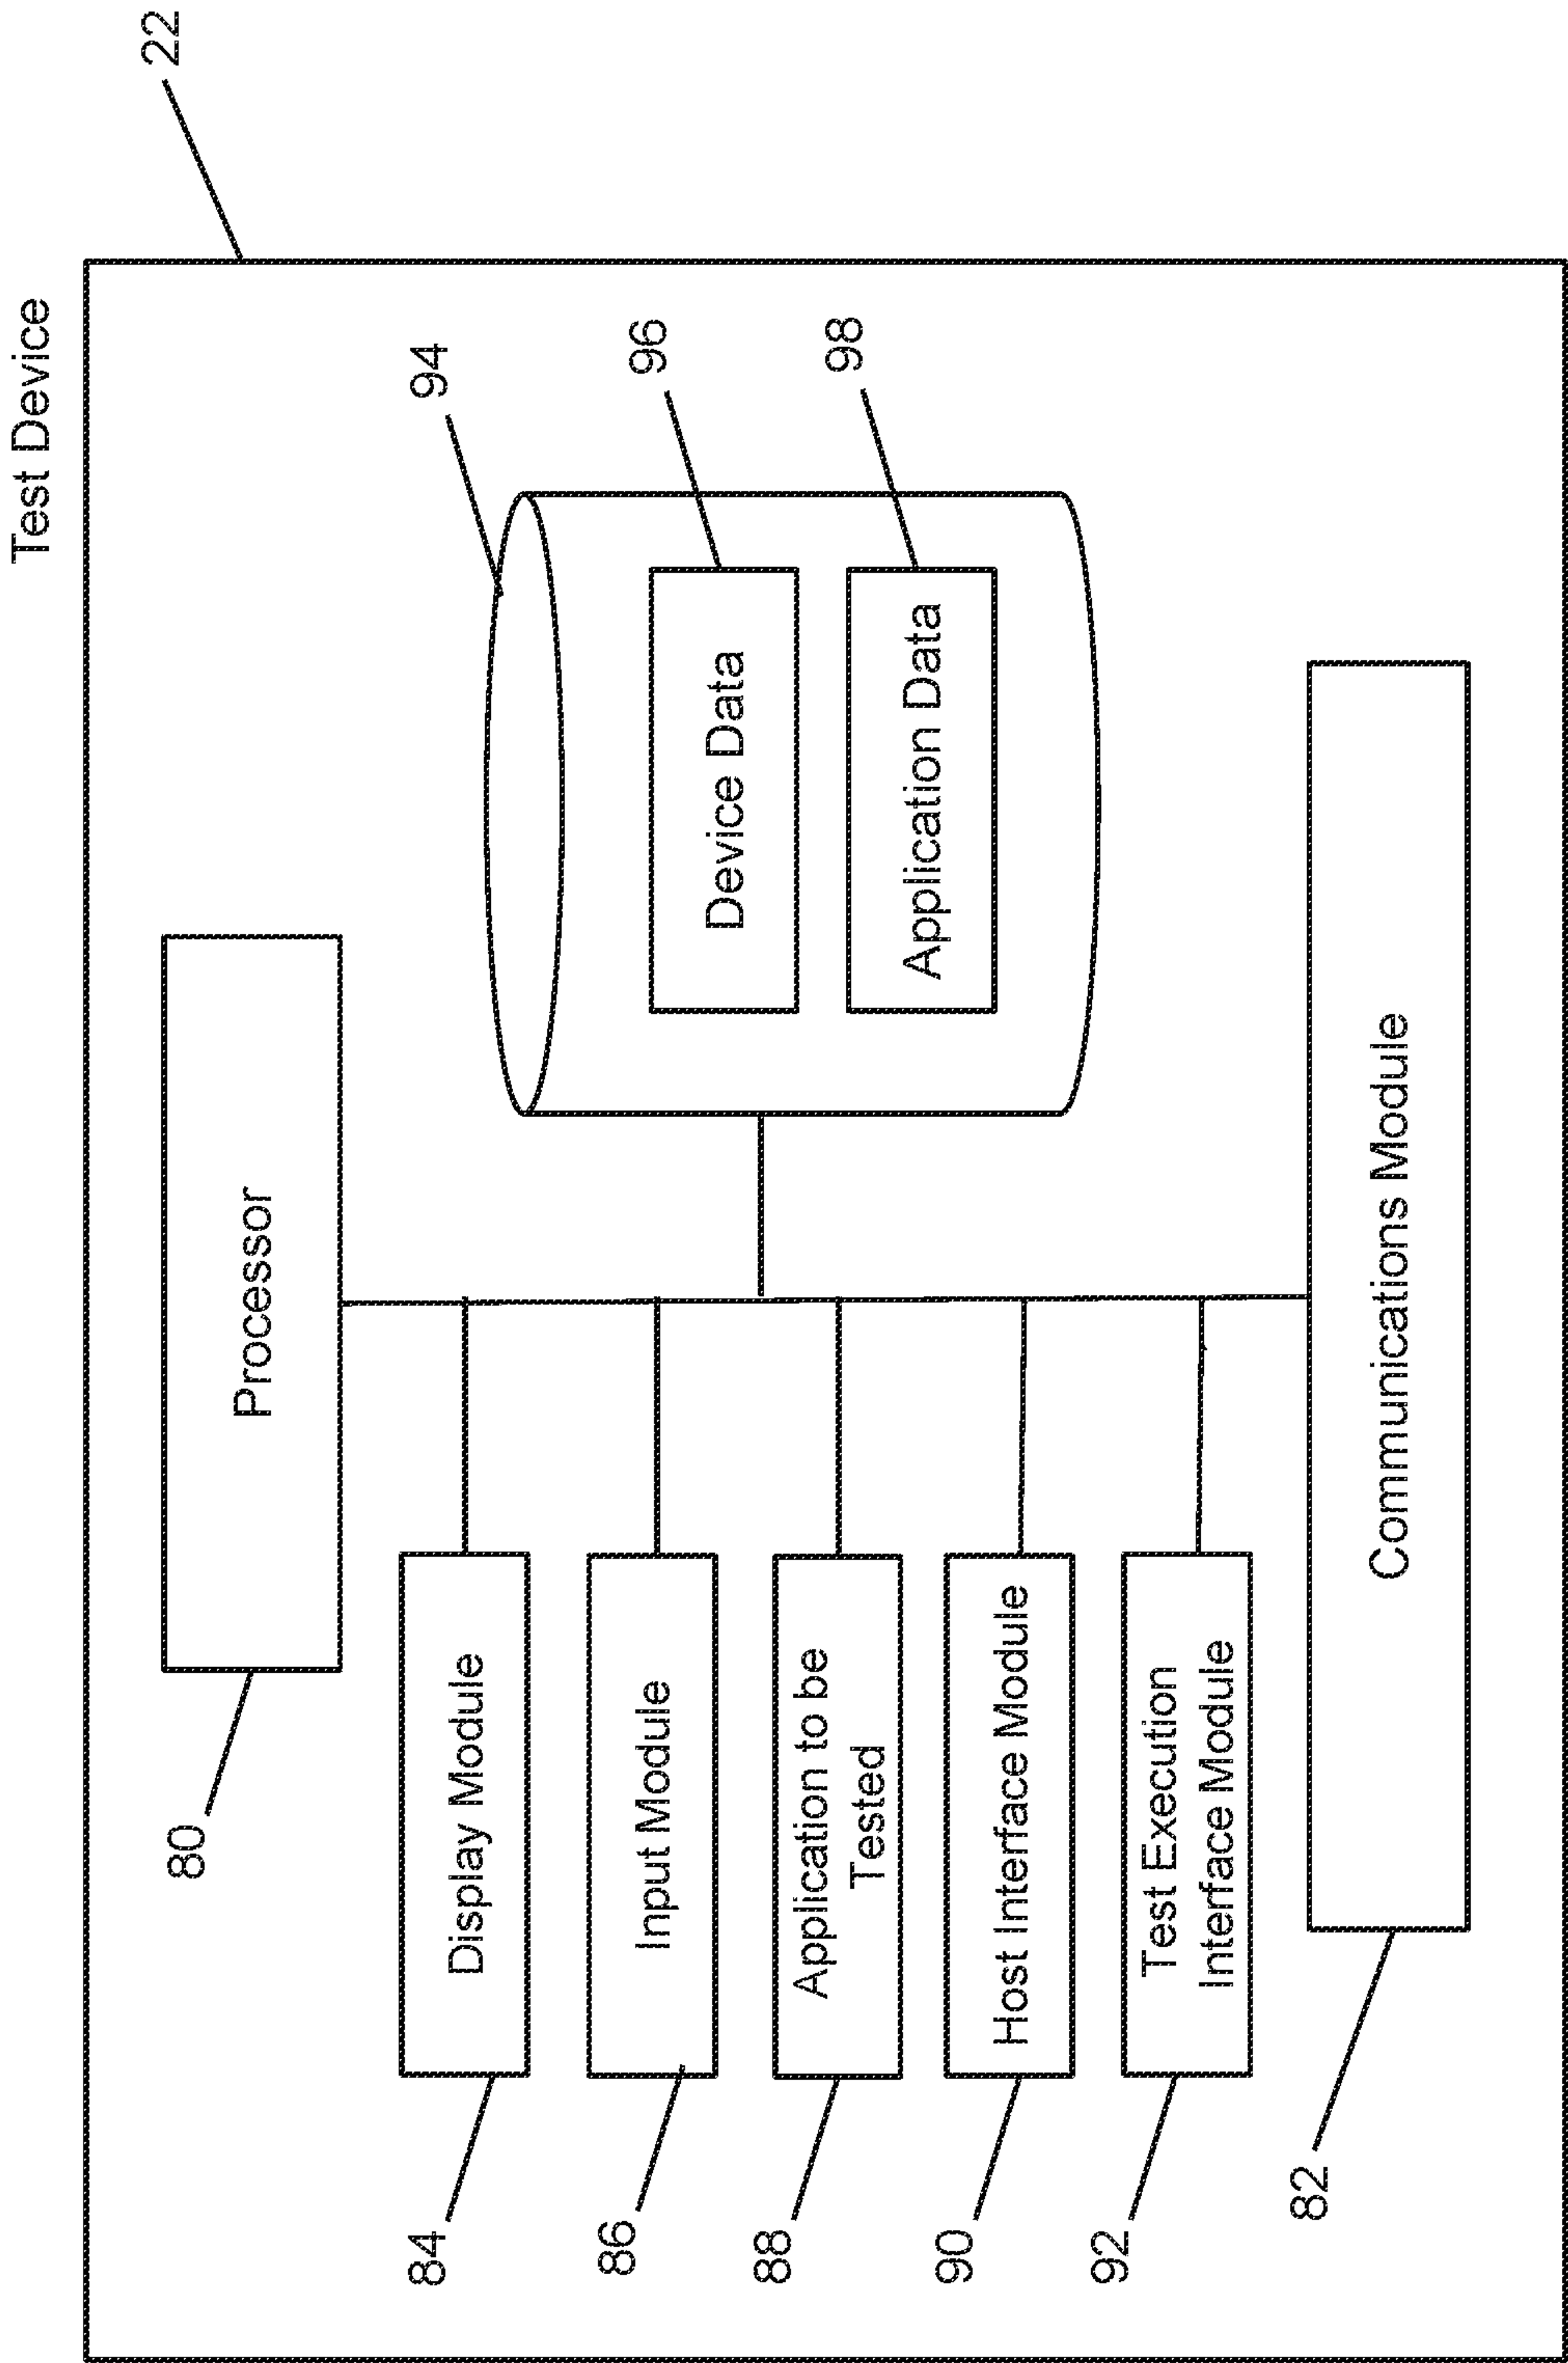 Test Device
22
80
Processor
84
Display Module
86
Input Module
88
Application to be
Tested
90
Host Interface Module
92
Test Execution
Interface Module
94
96
Device Data
98
Application Data
82
Communications Module